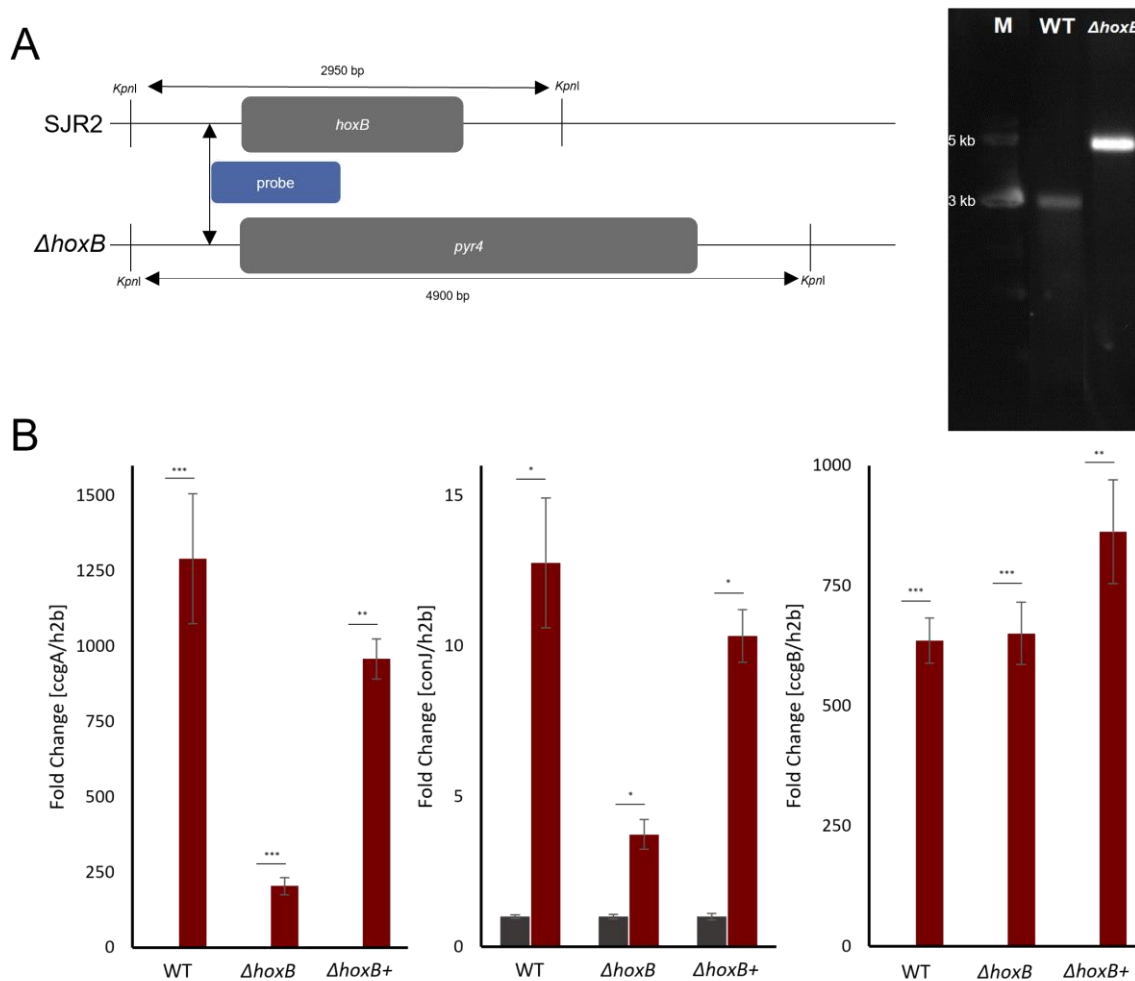 A
2950 bp
KpnI
KpnI
SJR2
hoxB
probe
ΔhoxB
pyr4
KpnI
KpnI
4900 bp
M WT ΔhoxB
5 kb
3 kb
B
Fold Change [ccgA/h2b]
1500
1250
1000
750
500
250
0
***
***
**
WT ΔhoxB ΔhoxB+
Fold Change [conJ/h2b]
15
10
5
0
*
*
*
WT ΔhoxB ΔhoxB+
Fold Change [ccgB/h2b]
1000
750
500
250
0
***
***
**
WT ΔhoxB ΔhoxB+